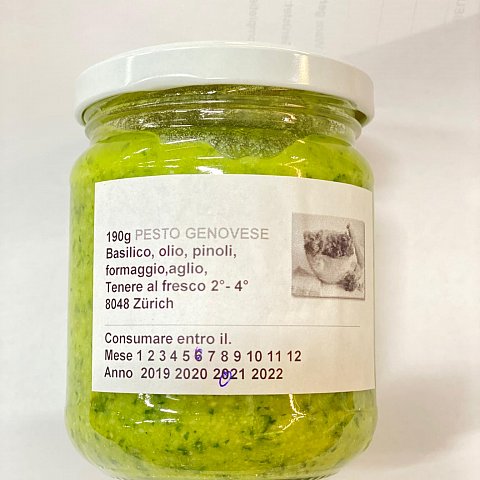 190g PESTO GENOVESE
Basilico, olio, pinoli,
formaggio,aglio,
Tenere al fresco 2°- 4°
8048 Zürich
Consumare entro il.
Mese 1 2 3 4 5 6 7 8 9 10 11 12
Anno 2019 2020 2021 2022